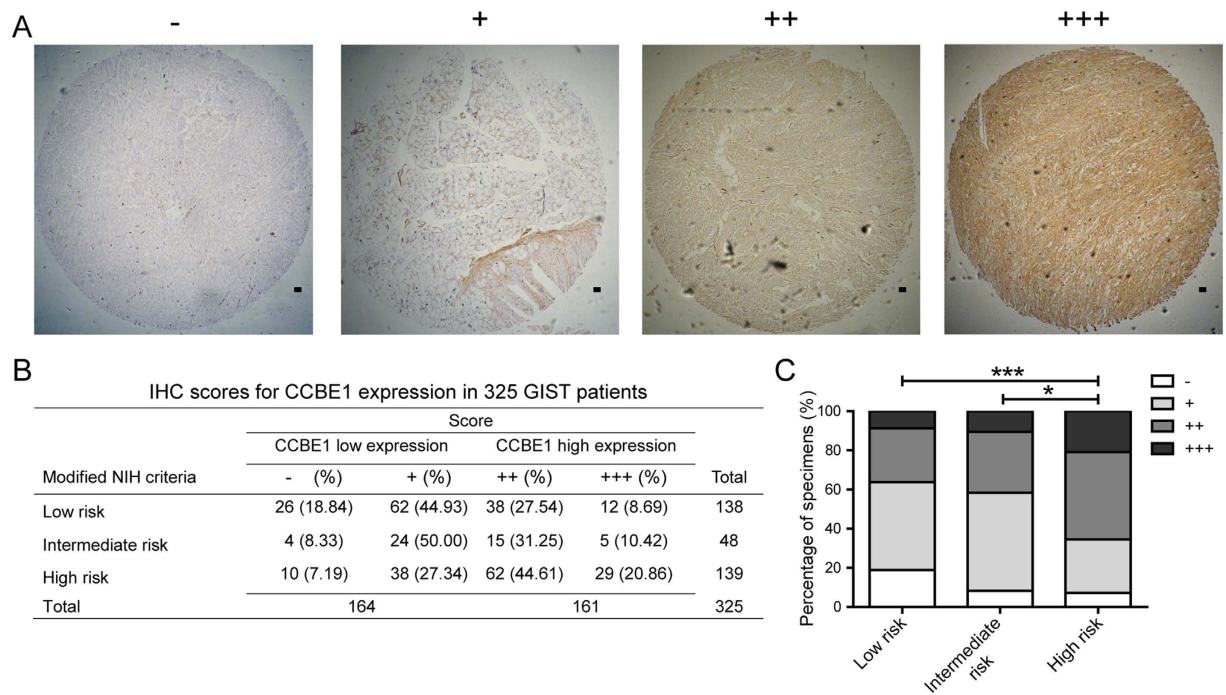 A
- + ++ +++
B
IHC scores for CCBE1 expression in 325 GIST patients
Score
CCBE1 low expression CCBE1 high expression
Modified NIH criteria - (%) + (%) ++ (%) +++ (%) Total
Low risk 26 (18.84) 62 (44.93) 38 (27.54) 12 (8.69) 138
Intermediate risk 4 (8.33) 24 (50.00) 15 (31.25) 5 (10.42) 48
High risk 10 (7.19) 38 (27.34) 62 (44.61) 29 (20.86) 139
Total 164 161 325
C
***
*
Percentage of specimens (%)
100
80
60
40
20
0
Low risk
Intermediate
risk
High risk
-
+
++
+++